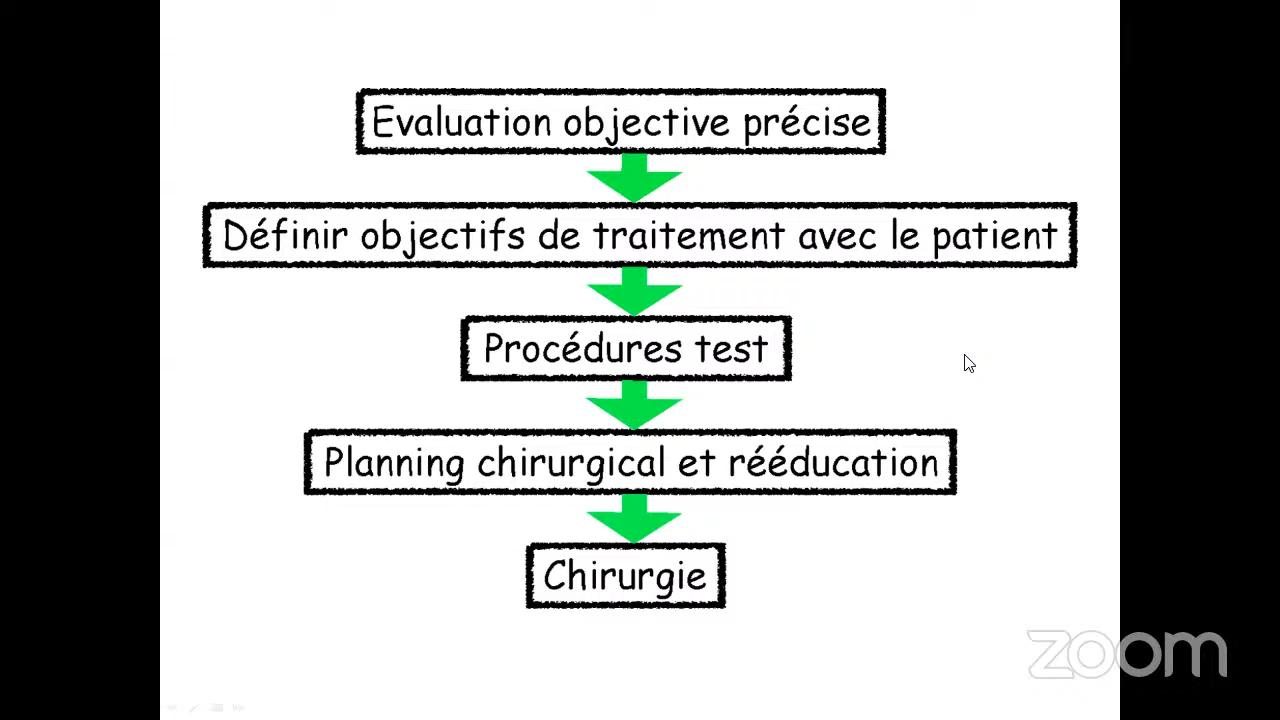 Evaluation objective précise
Définir objectifs de traitement avec le patient
Procédures test
Planning chirurgical et rééducation
Chirurgie
zoom